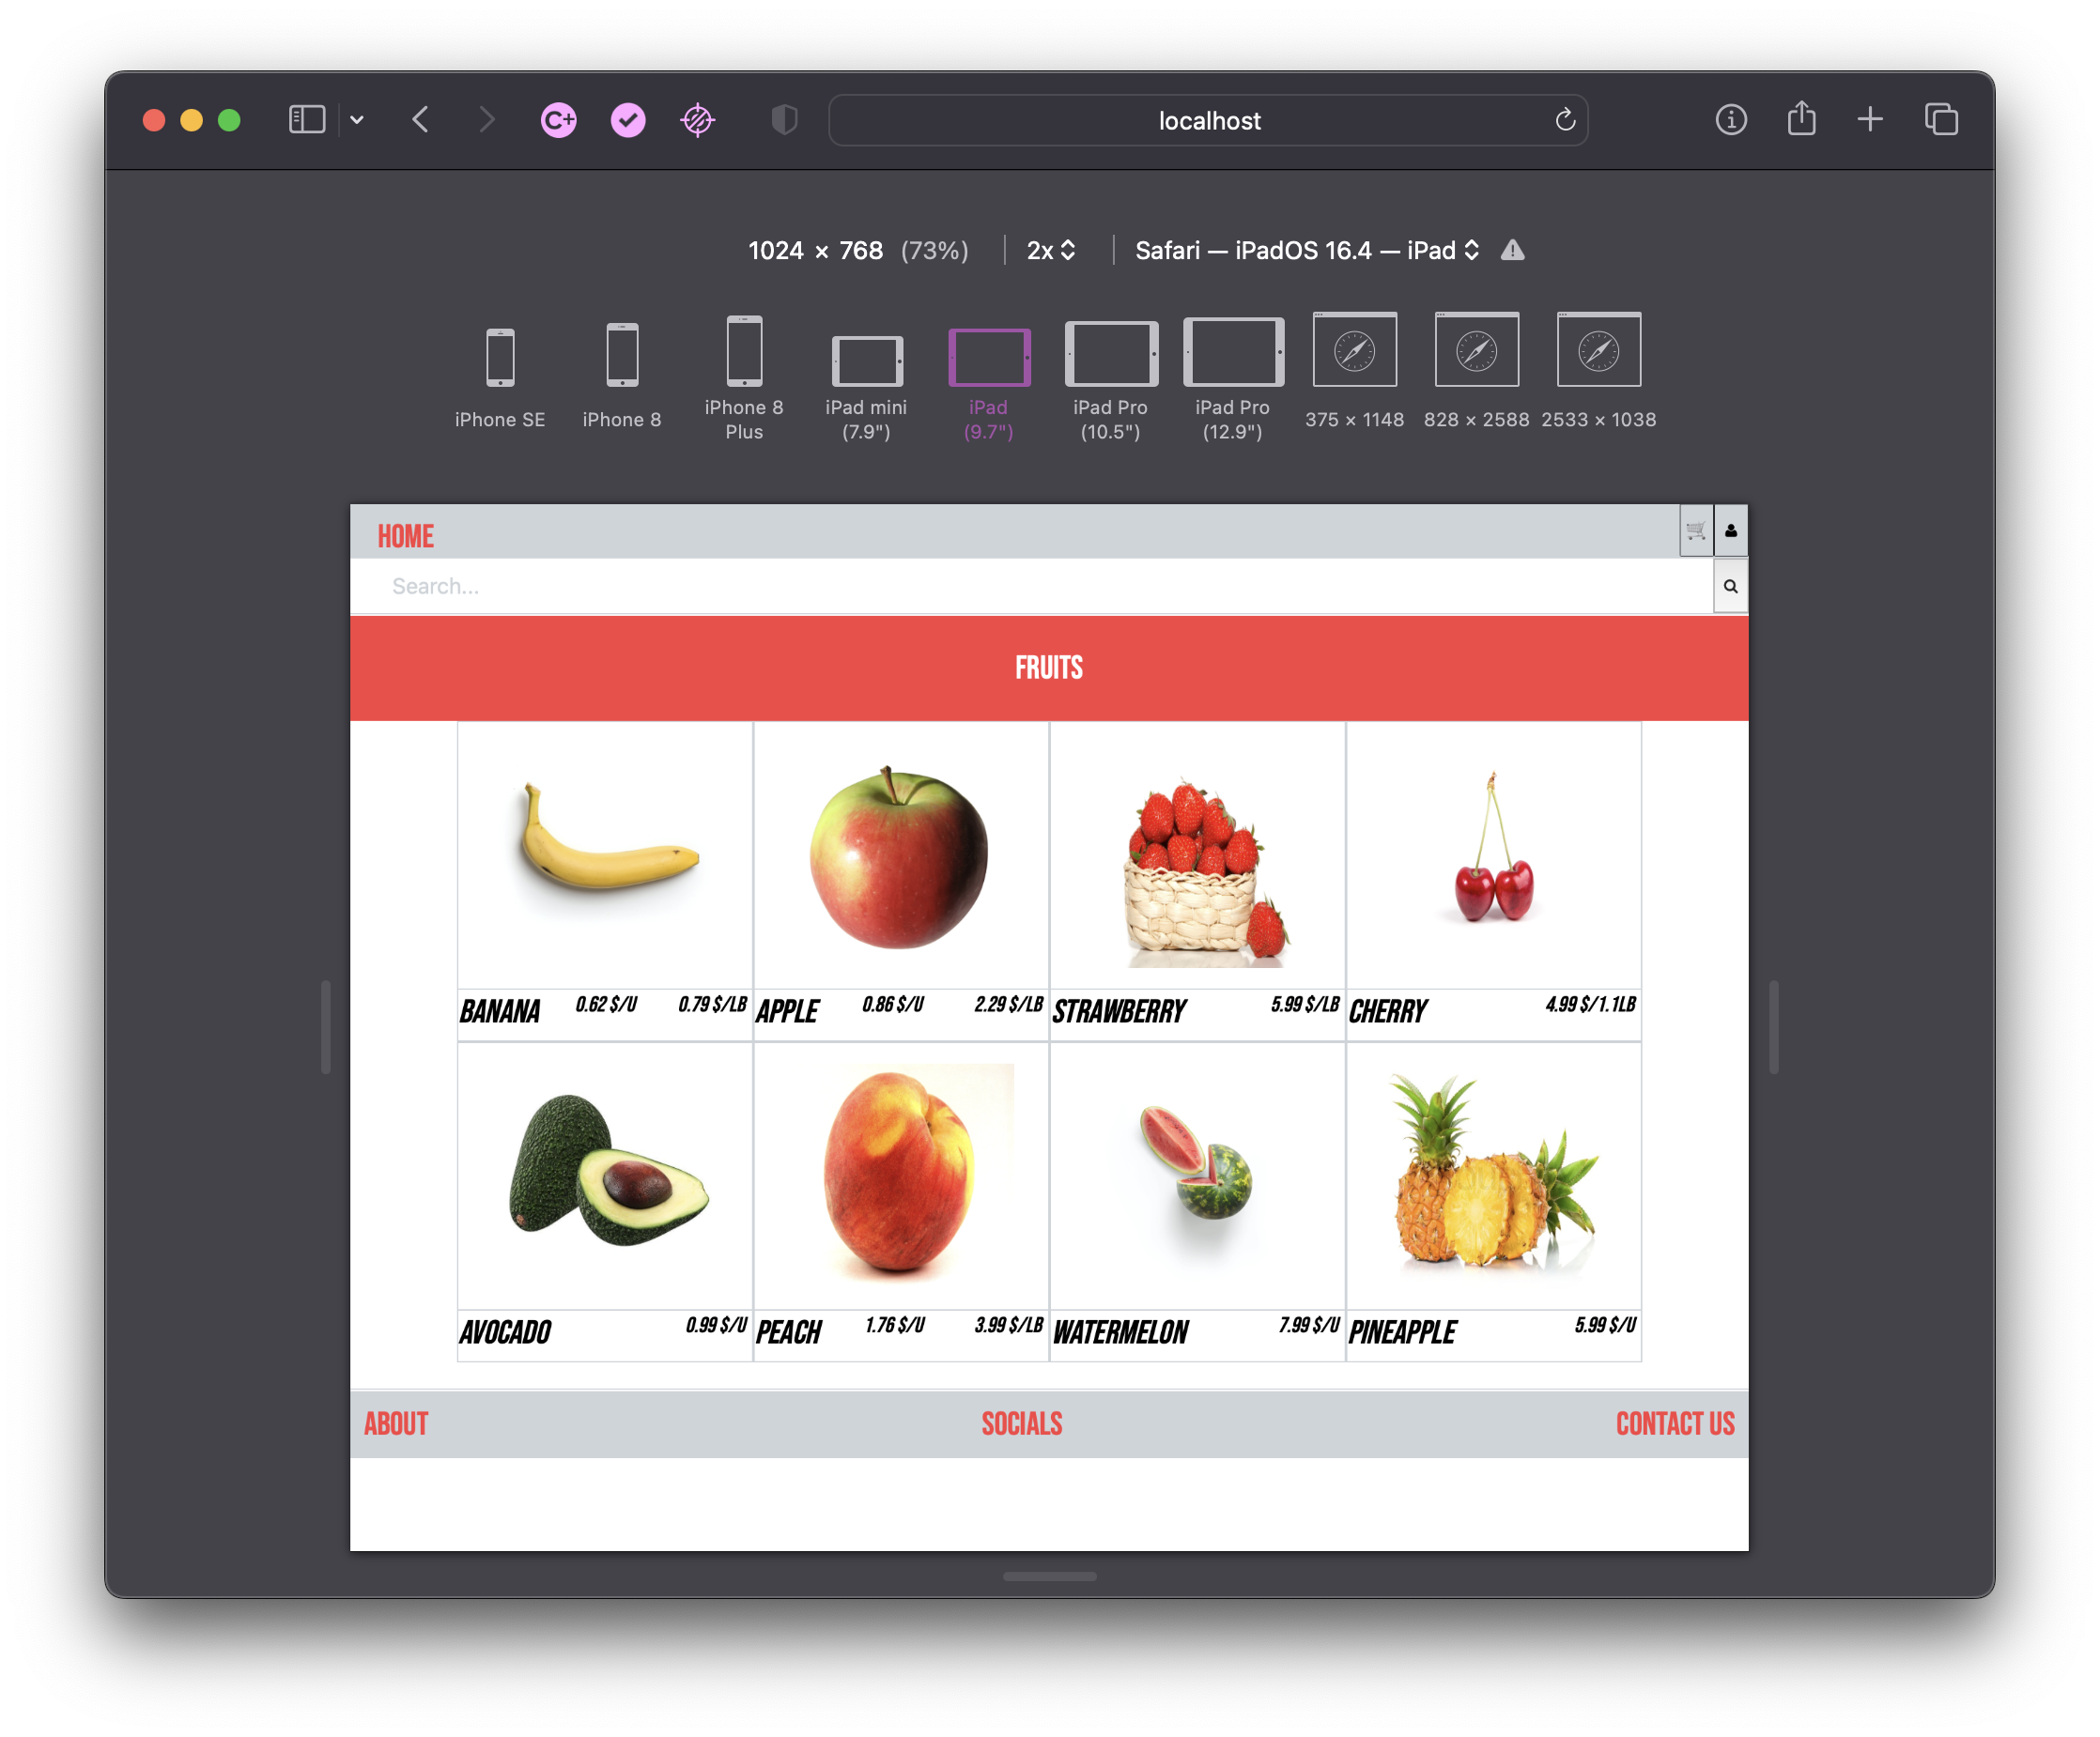 C+
localhost
1024 × 768 (73%) 2x Safari — iPadOS 16.4 — iPad
iPhone SE
iPhone 8
iPhone 8
Plus
iPad mini
(7.9")
iPad
(9.7")
iPad Pro
(10.5")
iPad Pro
(12.9")
375 × 1148
828 × 2588
2533 × 1038
HOME
Search...
FRUITS
BANANA 0.62 $/U 0.79 $/LB
APPLE 0.86 $/U 2.29 $/LB
STRAWBERRY 5.99 $/LB
CHERRY 4.99 $/1.1LB
AVOCADO 0.99 $/U
PEACH 1.76 $/U 3.99 $/LB
WATERMELON 7.99 $/U
PINEAPPLE 5.99 $/U
ABOUT SOCIALS CONTACT US